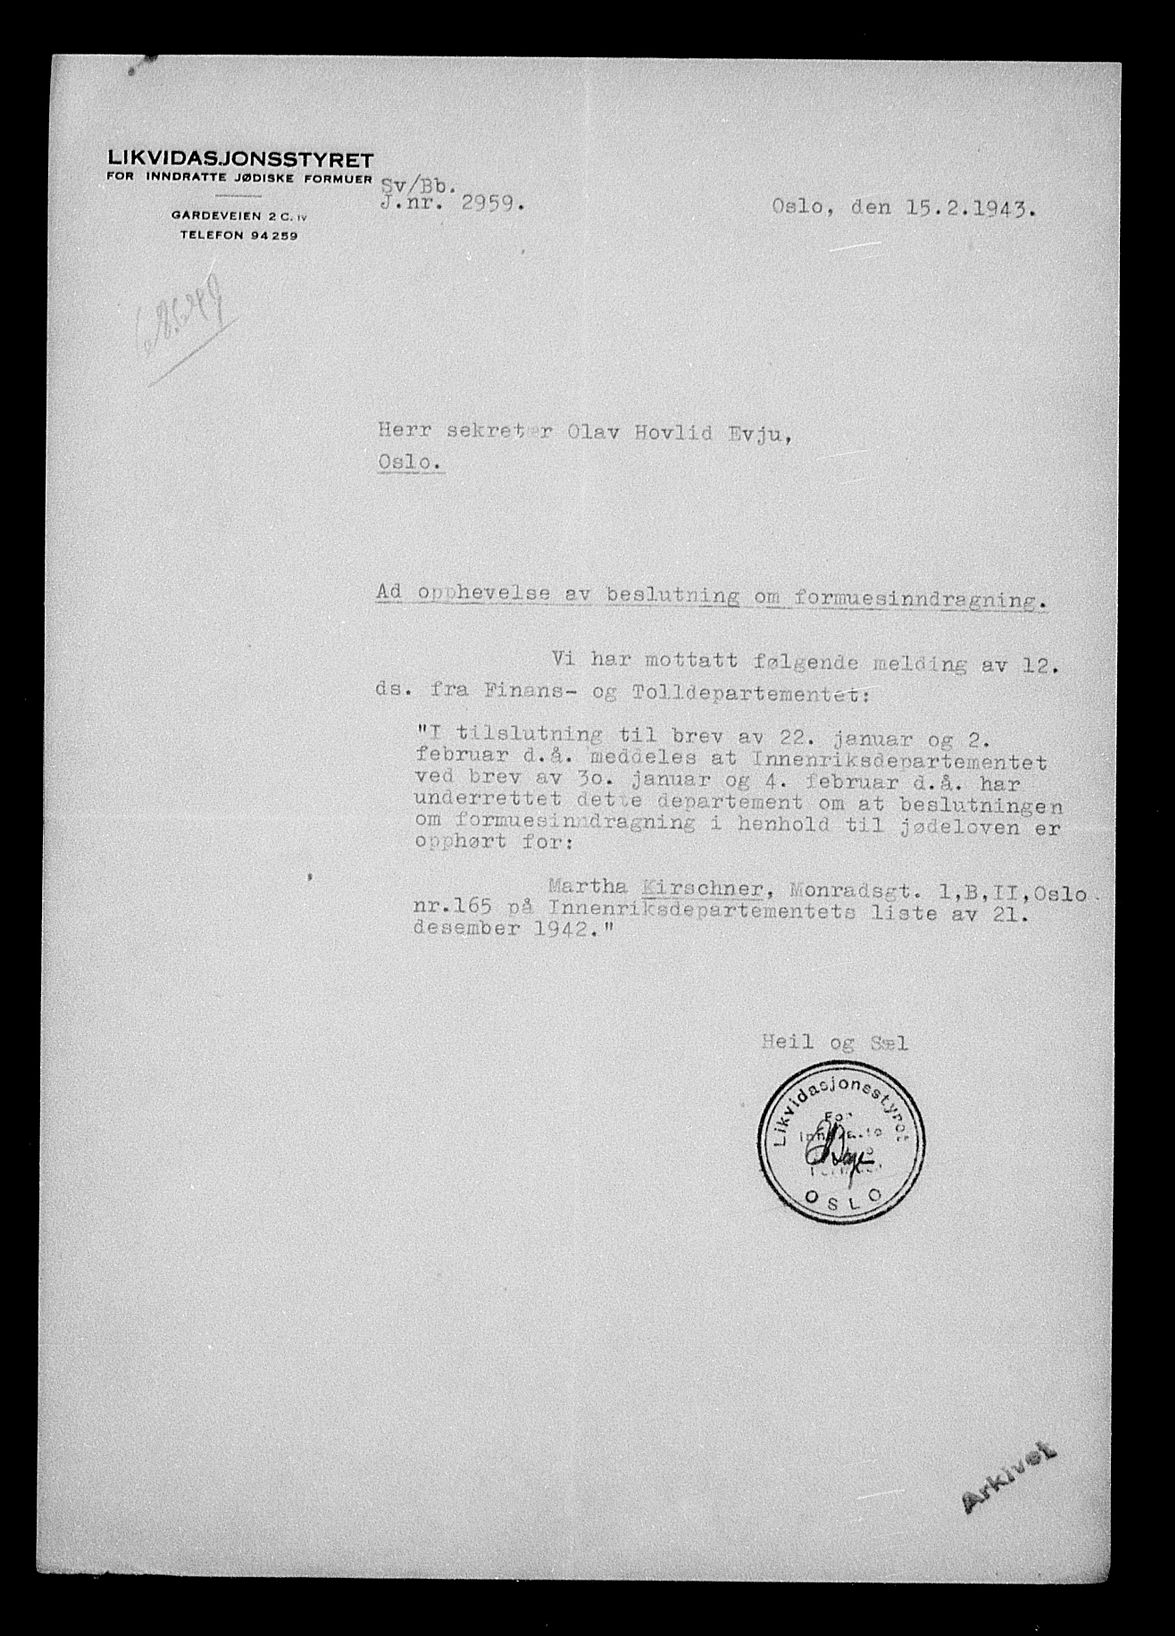 LIKVIDASJONSSTYRET
FOR INNDRATTE JØDISKE FORMUER
GARDEVEIEN 2 C. IV
TELEFON 94259
Sv/Bb.
J.nr. 2959.
Oslo, den 15.2.1943.
Herr sekretær Olav Hovlid Evju,
Oslo.
Ad opphevelse av beslutning om formuesinndragning.
Vi har mottatt følgende melding av 12.
ds. fra Finans- og Tolldepartementet:
"I tilslutning til brev av 22. januar og 2.
februar d.å. meddeles at Innenriksdepartementet
ved brev av 3o. januar og 4. februar d.å. har
underrettet dette departement om at beslutningen
om formuesinndragning i henhold til jødeloven er
opphørt for:
Martha Kirschner, Monradsgt. 1,B,II,Oslo.
nr.165 på Innenriksdepartementets liste av 21.
desember 1942."
Heil og Sæl
Likvidasjonsstyret
For
OSLO
Arkivet